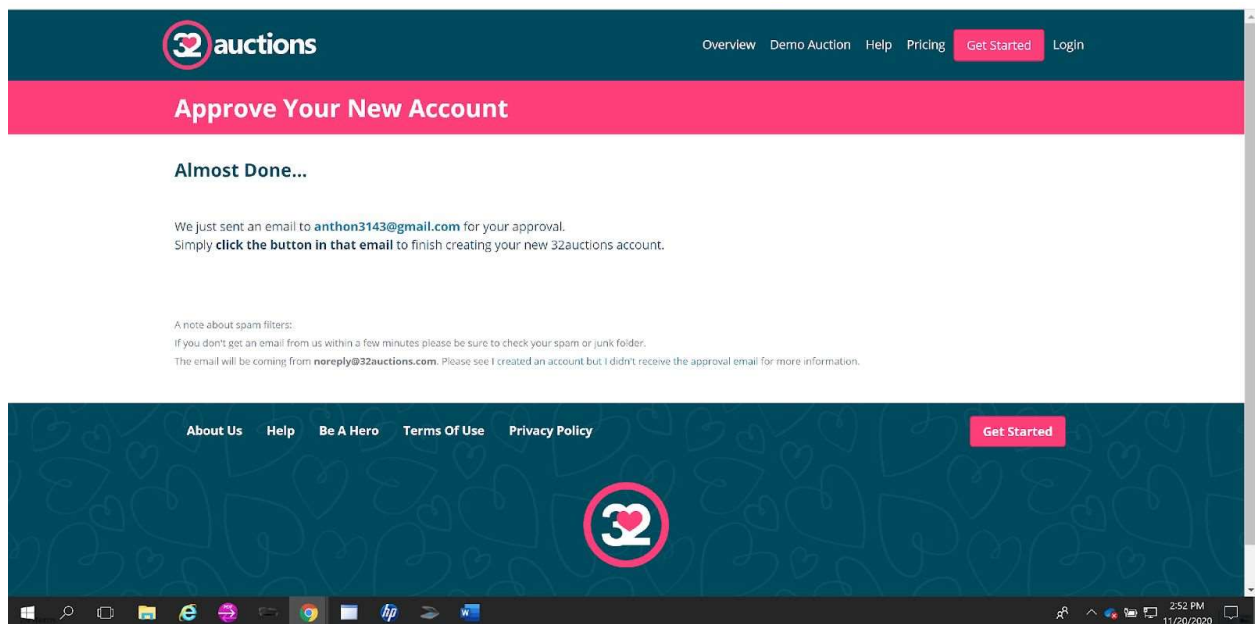 32 auctions
Overview Demo Auction Help Pricing Get Started Login
Approve Your New Account
Almost Done...
We just sent an email to anthon3143@gmail.com for your approval.
Simply click the button in that email to finish creating your new 32auctions account.
A note about spam filters:
If you don't get an email from us within a few minutes please be sure to check your spam or junk folder.
The email will be coming from noreply@32auctions.com. Please see I created an account but I didn't receive the approval email for more information.
About Us Help Be A Hero Terms Of Use Privacy Policy Get Started
32
hp W
2:52 PM
11/20/2020